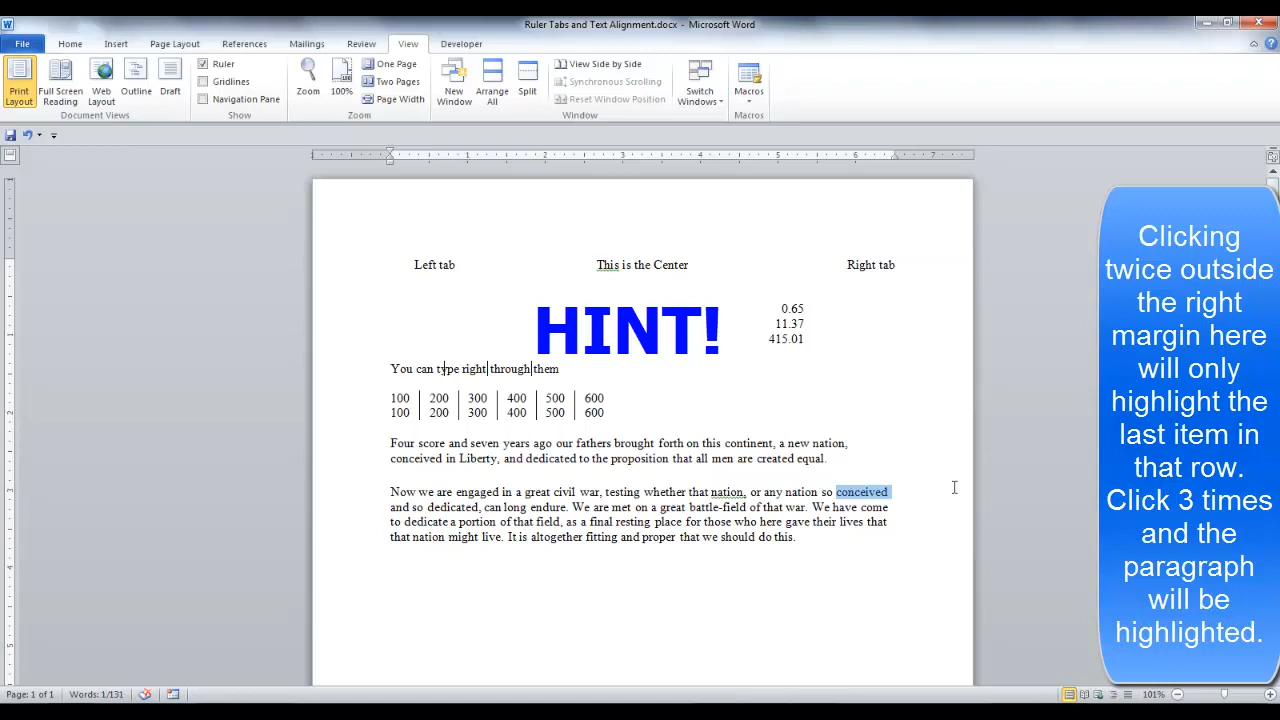 Ruler Tabs and Text Alignment.docx - Microsoft Word
File Home Insert Page Layout References Mailings Review View Developer
Print Layout
Full Screen Reading
Web Layout
Outline
Draft
Document Views
Ruler
Gridlines
Navigation Pane
Show
Zoom
100%
One Page
Two Pages
Page Width
Zoom
New Window
Arrange All
Split
View Side by Side
Synchronous Scrolling
Reset Window Position
Window
Switch Windows
Macros
Macros
1 2 3 4 5 6 7
Left tab This is the Center Right tab
HINT!
0.65
11.37
415.01
You can type right through them
100 200 300 400 500 600
100 200 300 400 500 600
Four score and seven years ago our fathers brought forth on this continent, a new nation,
conceived in Liberty, and dedicated to the proposition that all men are created equal.
Now we are engaged in a great civil war, testing whether that nation, or any nation so conceived
and so dedicated, can long endure. We are met on a great battle-field of that war. We have come
to dedicate a portion of that field, as a final resting place for those who here gave their lives that
that nation might live. It is altogether fitting and proper that we should do this.
Clicking
twice outside
the right
margin here
will only
highlight the
last item in
that row.
Click 3 times
and the
paragraph
will be
highlighted.
Page: 1 of 1 Words: 1/131 101%